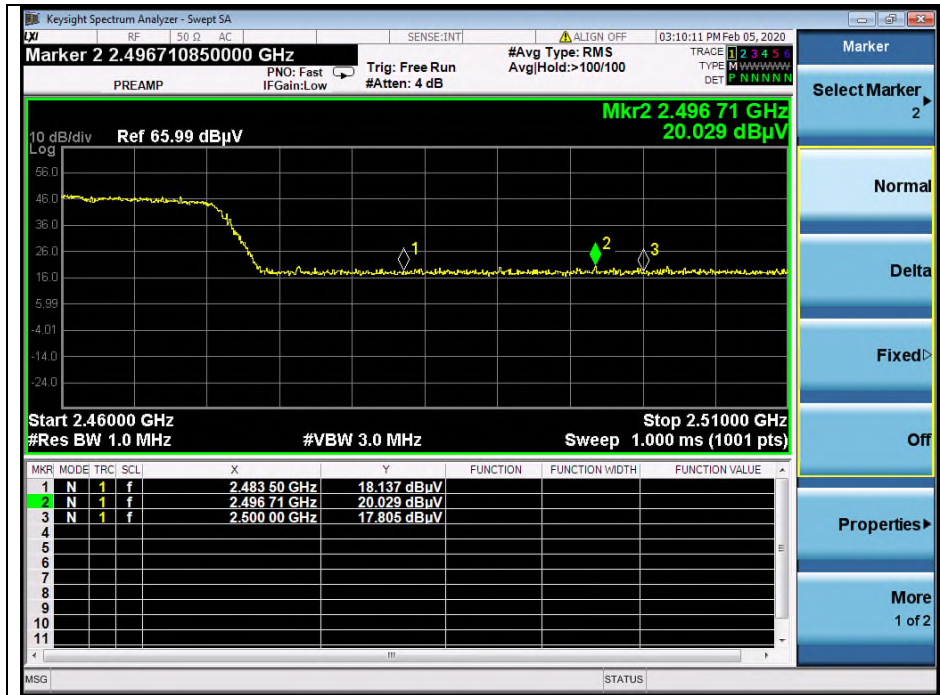 Keysight Spectrum Analyzer - Swept SA
LXI RF 50 Ω AC SENSE:INT ALIGN OFF 03:10:11 PM Feb 05, 2020
Marker 2 2.496710850000 GHz
PREAMP
PNO: Fast
IFGain:Low
Trig: Free Run
#Atten: 4 dB
#Avg Type: RMS
Avg|Hold:>100/100
TRACE 1 2 3 4 5 6
TYPE M WWWWW
DET P N N N N N
Mkr2 2.496 71 GHz
20.029 dBµV
10 dB/div Ref 65.99 dBµV
Log
56.0
46.0
36.0
26.0
16.0
5.99
-4.01
-14.0
-24.0
1
2
3
Start 2.46000 GHz Stop 2.51000 GHz
#Res BW 1.0 MHz #VBW 3.0 MHz Sweep 1.000 ms (1001 pts)
MKR MODE TRC SCL X Y FUNCTION FUNCTION WIDTH FUNCTION VALUE
1 N 1 f 2.483 50 GHz 18.137 dBµV
2 N 1 f 2.496 71 GHz 20.029 dBµV
3 N 1 f 2.500 00 GHz 17.805 dBµV
4
5
6
7
8
9
10
11
MSG STATUS
Marker
Select Marker
2
Normal
Delta
Fixed
Off
Properties
More
1 of 2